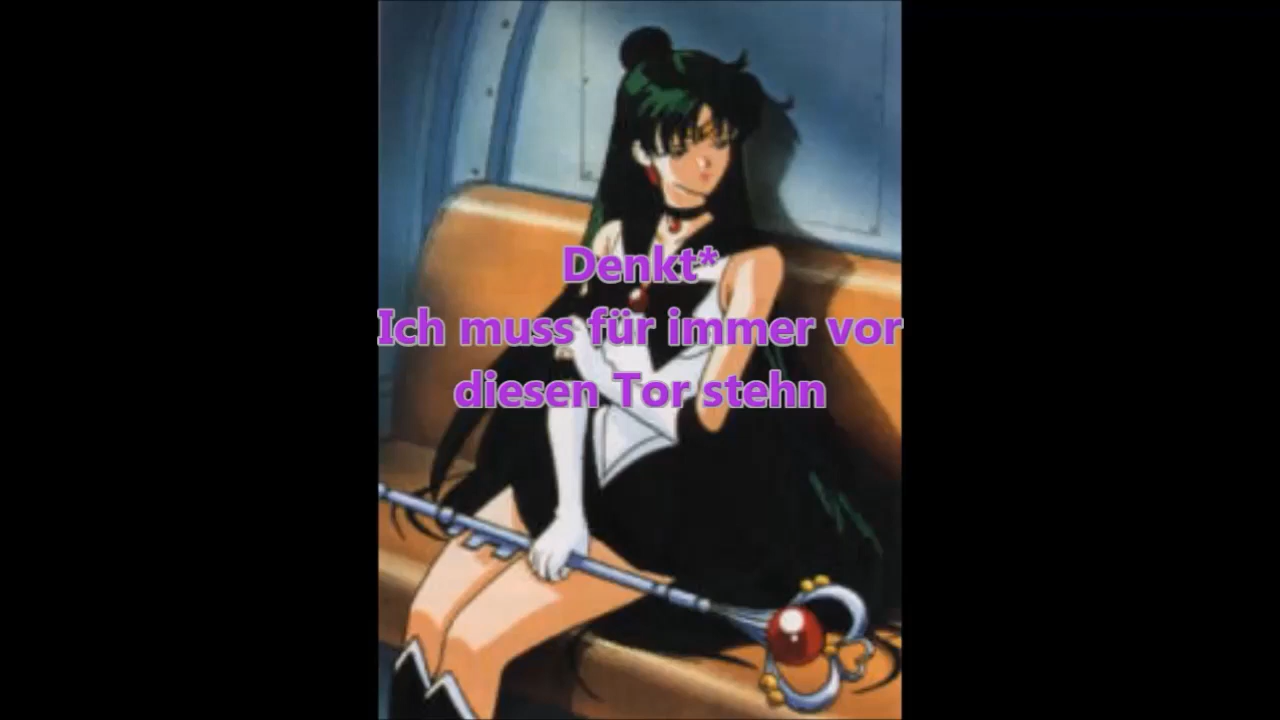 Denkt*
Ich muss für immer vor
diesen Tor stehn